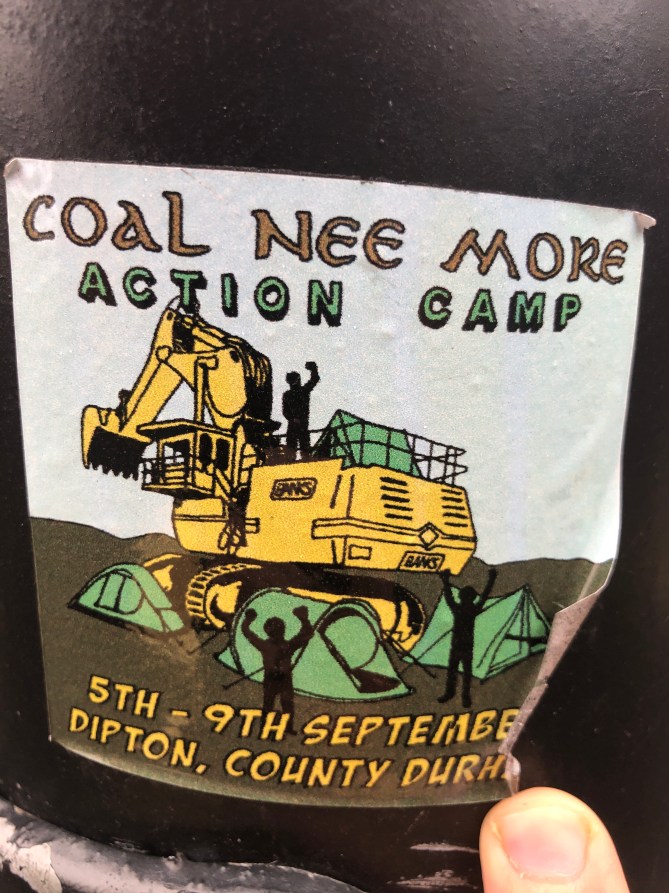 COAL NEE MORE
ACTION CAMP
BANKS
BANKS
5TH - 9TH SEPTEMBE
DIPTON, COUNTY DURH